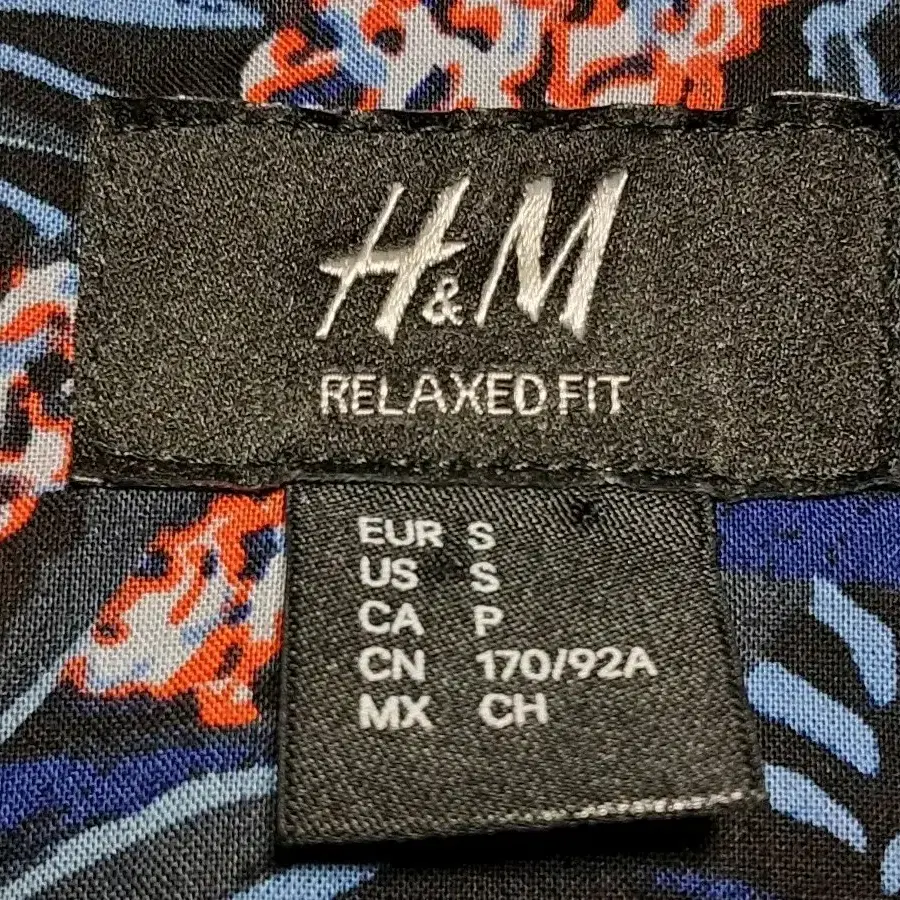 H&M
RELAXED FIT
EUR S
US S
CA P
CN 170/92A
MX CH